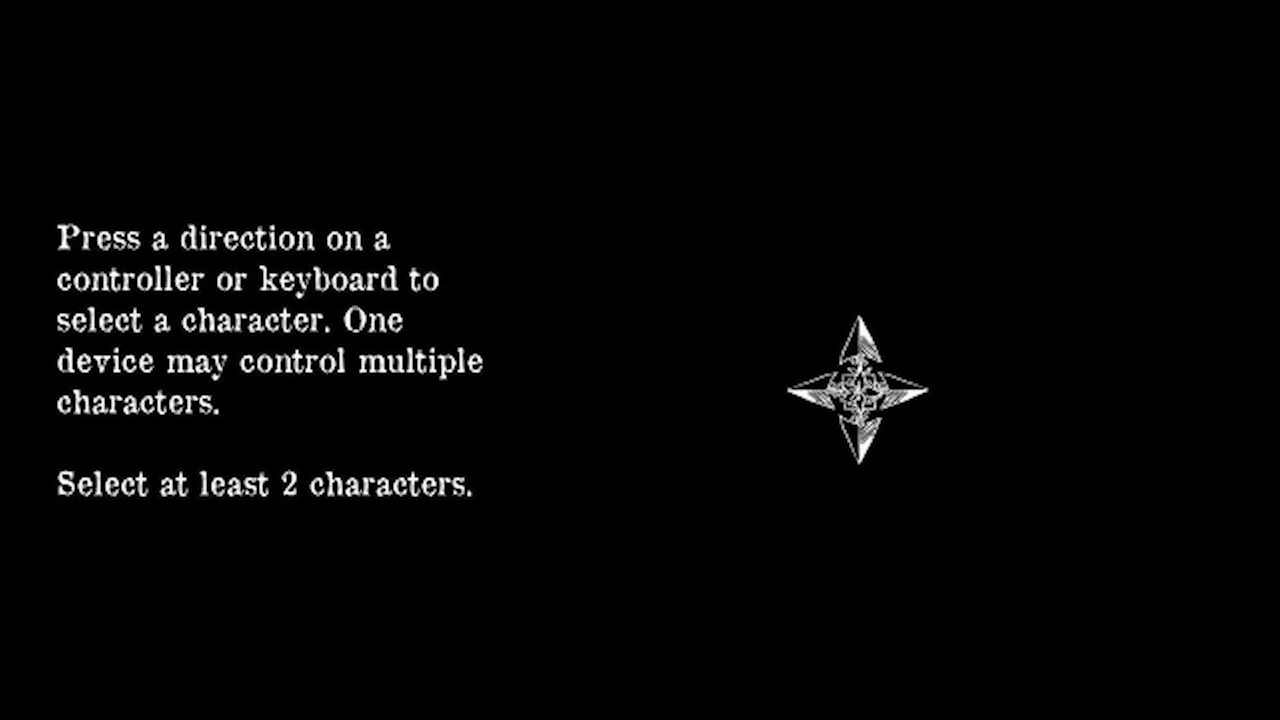 Press a direction on a
controller or keyboard to
select a character. One
device may control multiple
characters.
Select at least 2 characters.